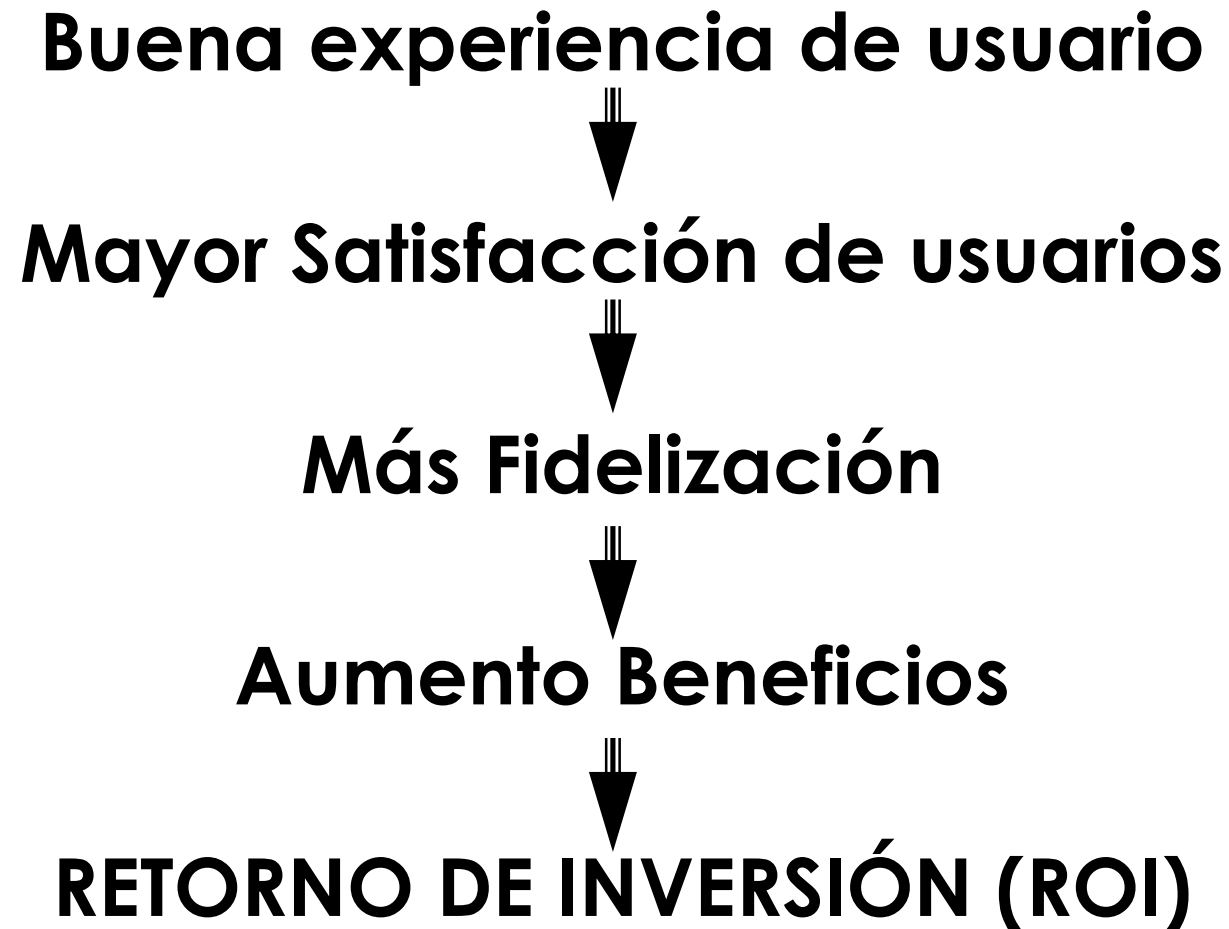 Buena experiencia de usuario
Mayor Satisfacción de usuarios
Más Fidelización
Aumento Beneficios
RETORNO DE INVERSIÓN (ROI)